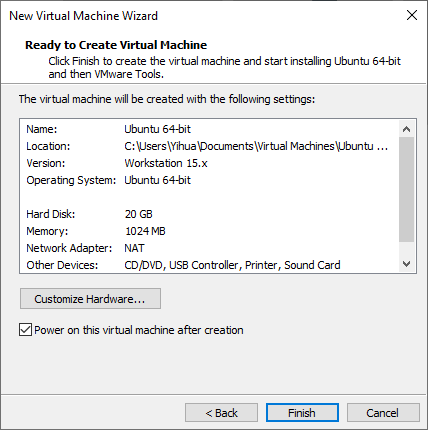 New Virtual Machine Wizard
Ready to Create Virtual Machine
Click Finish to create the virtual machine and start installing Ubuntu 64-bit
and then VMware Tools.
The virtual machine will be created with the following settings:
Name: Ubuntu 64-bit
Location: C:\Users\Yihua\Documents\Virtual Machines\Ubuntu ...
Version: Workstation 15.x
Operating System: Ubuntu 64-bit
Hard Disk: 20 GB
Memory: 1024 MB
Network Adapter: NAT
Other Devices: CD/DVD, USB Controller, Printer, Sound Card
Customize Hardware...
Power on this virtual machine after creation
< Back Finish Cancel